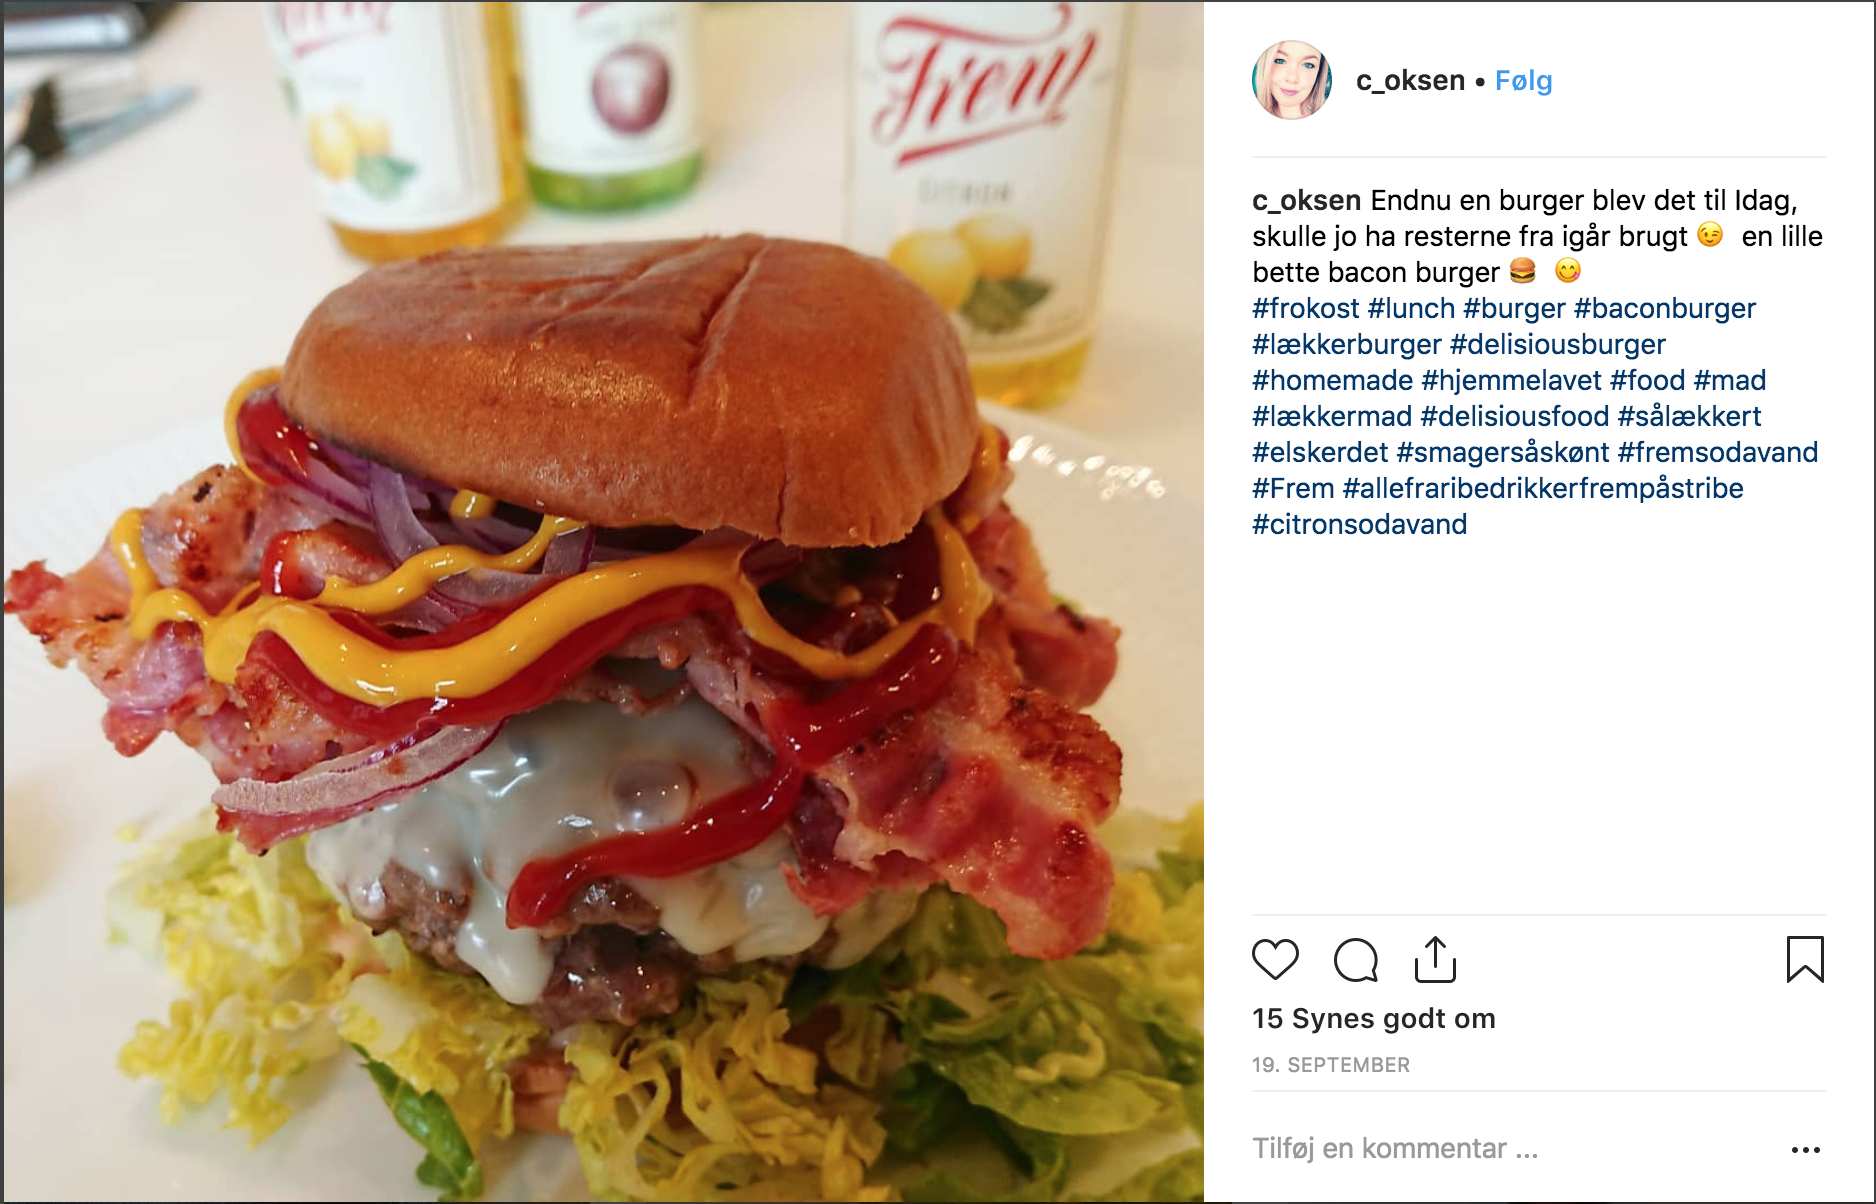 Frem
CITRON
c_oksen • Følg
c_oksen Endnu en burger blev det til Idag,
skulle jo ha resterne fra igår brugt 😉 en lille
bette bacon burger 🍔 😋
#frokost #lunch #burger #baconburger
#lækkerburger #delisiousburger
#homemade #hjemmelavet #food #mad
#lækkermad #delisiousfood #sålækkert
#elskerdet #smagersåskønt #fremsodavand
#Frem #allefraribedrikkerfrempåstribe
#citronsodavand
15 Synes godt om
19. SEPTEMBER
Tilføj en kommentar ...